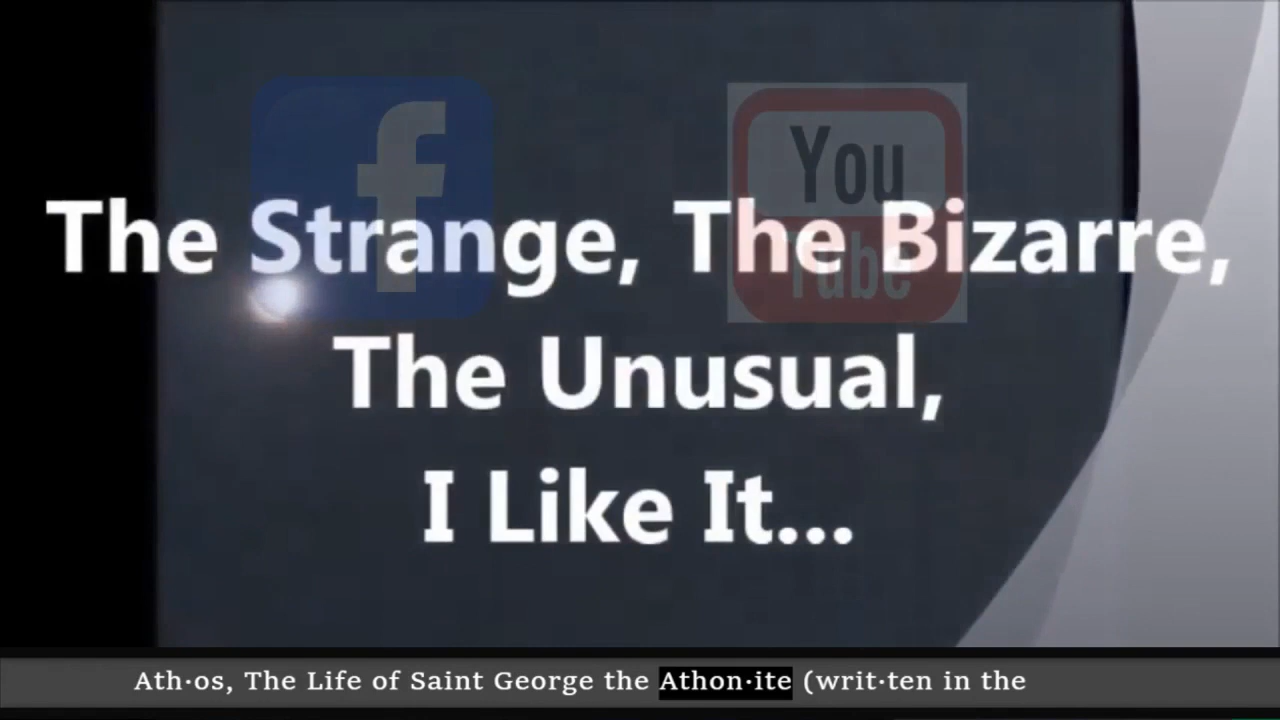 You
Tube
The Strange, The Bizarre,
The Unusual,
I Like It...
Ath·os, The Life of Saint George the Athon·ite (writ·ten in the